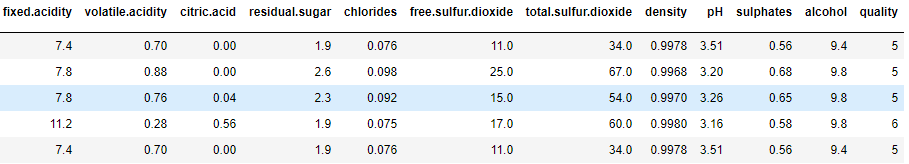 fixed.acidity volatile.acidity citric.acid residual.sugar chlorides free.sulfur.dioxide total.sulfur.dioxide density pH sulphates alcohol quality
7.4 0.70 0.00 1.9 0.076 11.0 34.0 0.9978 3.51 0.56 9.4 5
7.8 0.88 0.00 2.6 0.098 25.0 67.0 0.9968 3.20 0.68 9.8 5
7.8 0.76 0.04 2.3 0.092 15.0 54.0 0.9970 3.26 0.65 9.8 5
11.2 0.28 0.56 1.9 0.075 17.0 60.0 0.9980 3.16 0.58 9.8 6
7.4 0.70 0.00 1.9 0.076 11.0 34.0 0.9978 3.51 0.56 9.4 5